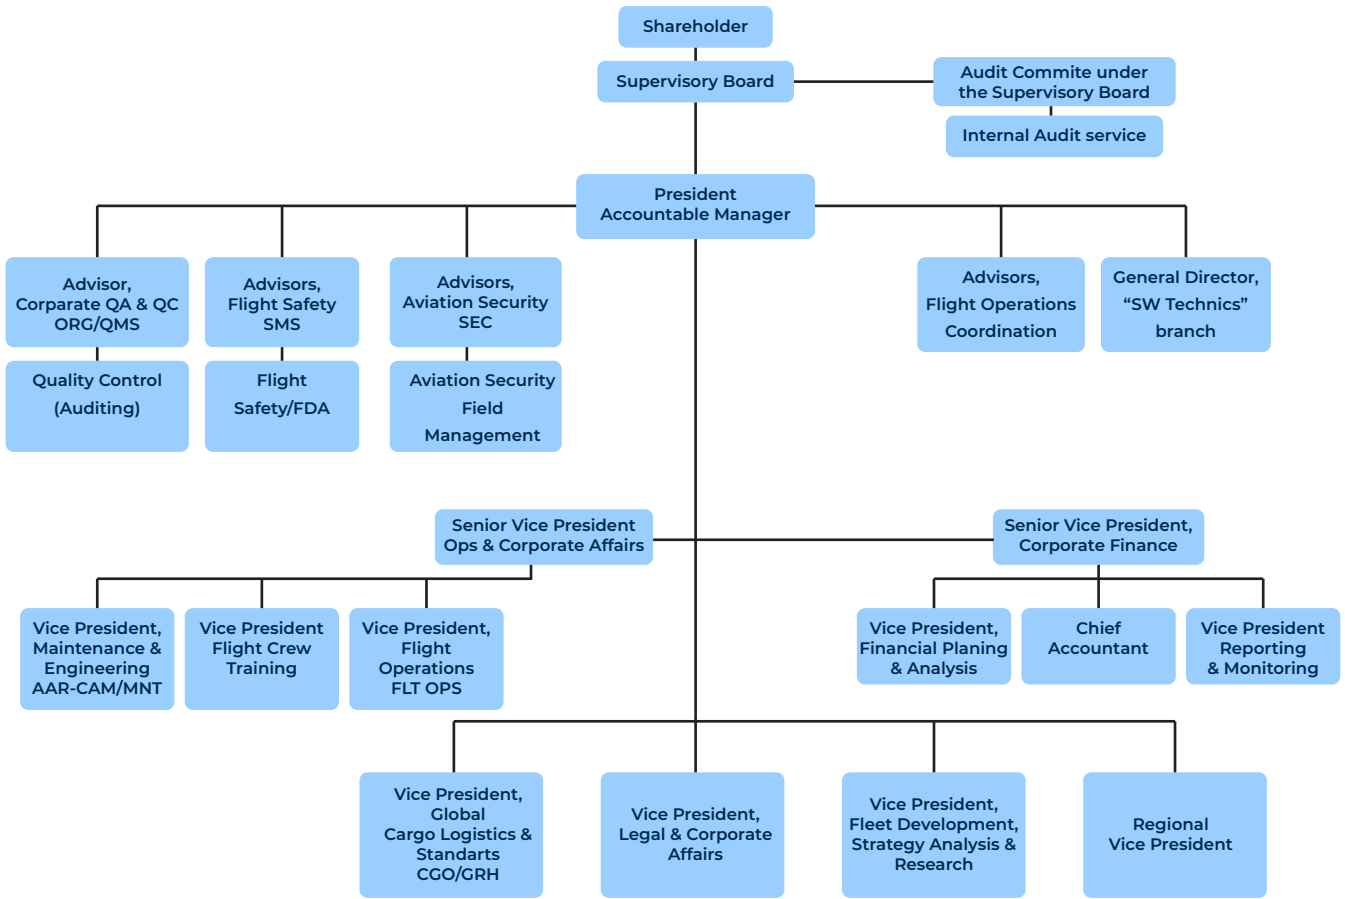 Shareholder
Supervisory Board
Audit Commite under
the Supervisory Board
Internal Audit service
President
Accountable Manager
Advisor,
Corparate QA & QC
ORG/QMS
Advisors,
Flight Safety
SMS
Advisors,
Aviation Security
SEC
Advisors,
Flight Operations
Coordination
General Director,
“SW Technics”
branch
Quality Control
(Auditing)
Flight
Safety/FDA
Aviation Security
Field
Management
Senior Vice President
Ops & Corporate Affairs
Senior Vice President,
Corporate Finance
Vice President,
Maintenance &
Engineering
AAR-CAM/MNT
Vice President
Flight Crew
Training
Vice President,
Flight
Operations
FLT OPS
Vice President,
Financial Planing
& Analysis
Chief
Accountant
Vice President
Reporting
& Monitoring
Vice President,
Global
Cargo Logistics &
Standarts
CGO/GRH
Vice President,
Legal & Corporate
Affairs
Vice President,
Fleet Development,
Strategy Analysis &
Research
Regional
Vice President